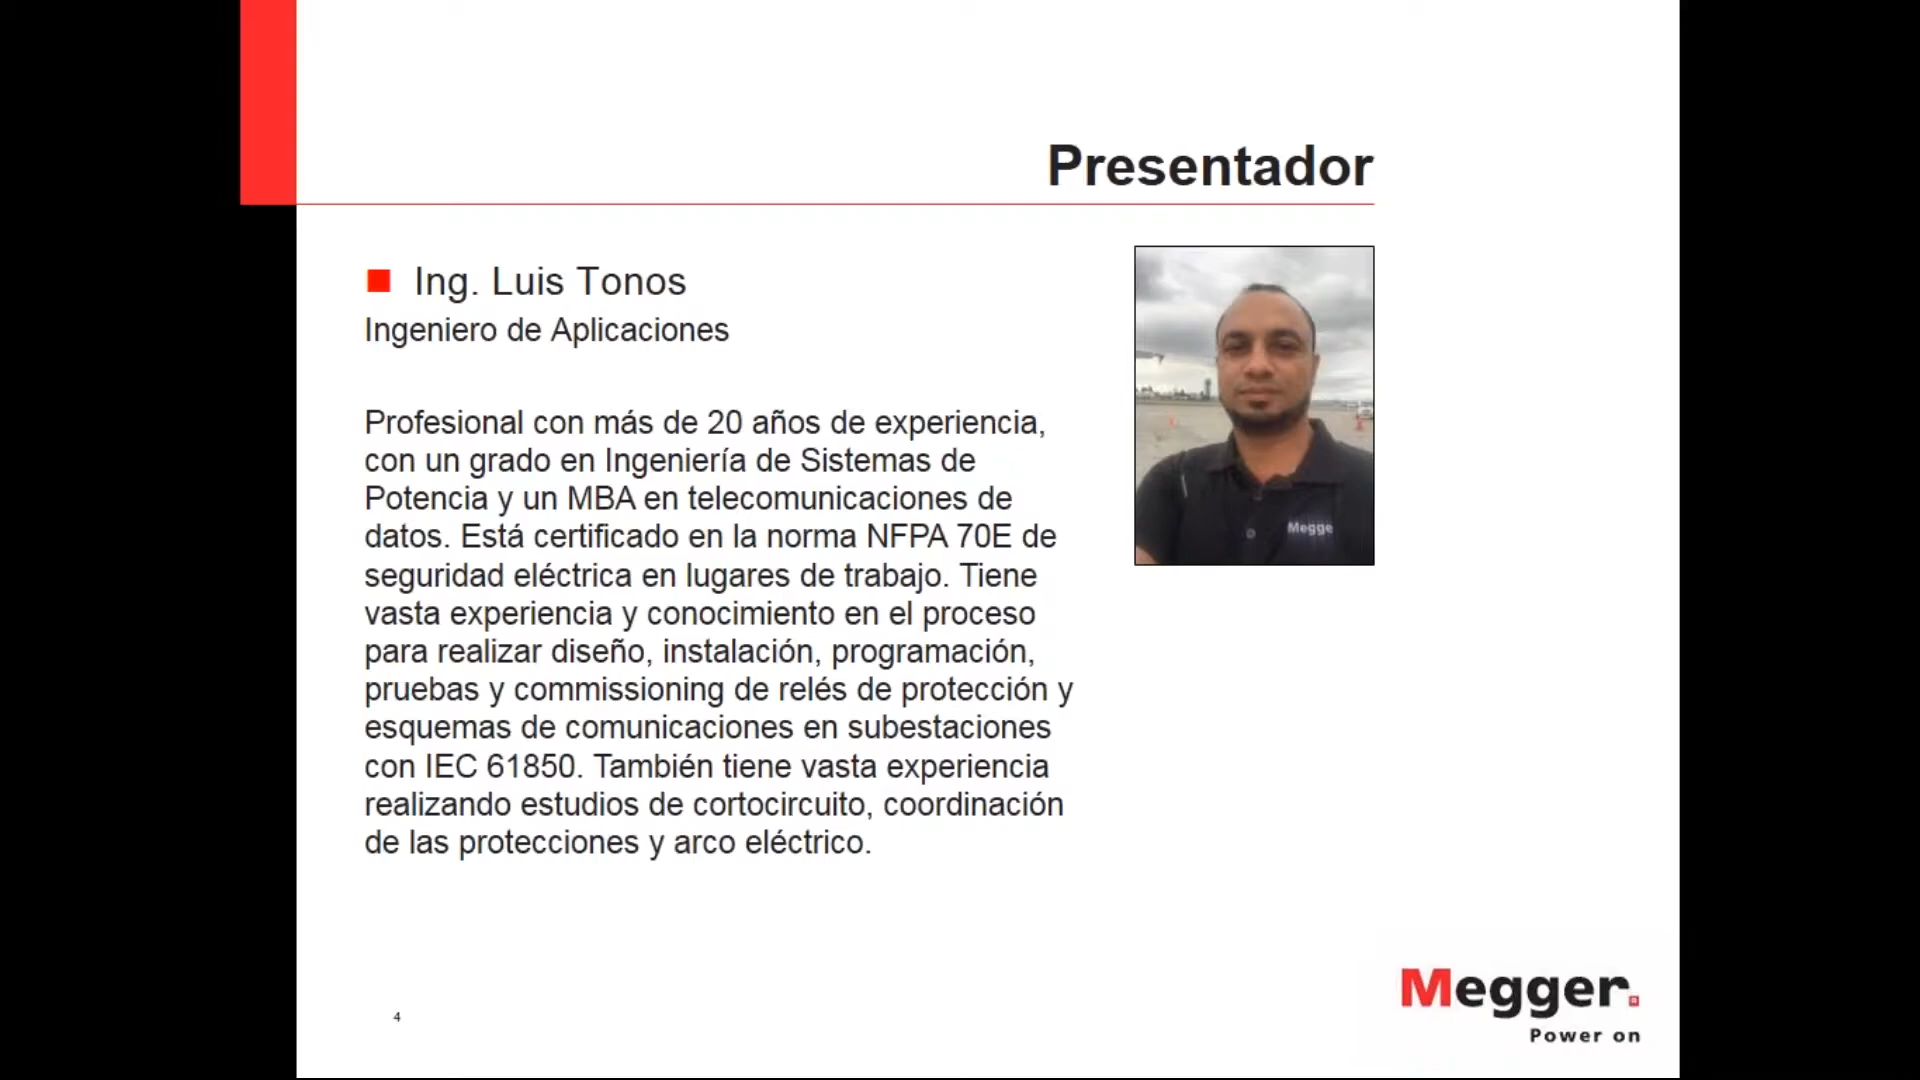 Presentador
Ing. Luis Tonos
Ingeniero de Aplicaciones
Profesional con más de 20 años de experiencia,
con un grado en Ingeniería de Sistemas de
Potencia y un MBA en telecomunicaciones de
datos. Está certificado en la norma NFPA 70E de
seguridad eléctrica en lugares de trabajo. Tiene
vasta experiencia y conocimiento en el proceso
para realizar diseño, instalación, programación,
pruebas y commissioning de relés de protección y
esquemas de comunicaciones en subestaciones
con IEC 61850. También tiene vasta experiencia
realizando estudios de cortocircuito, coordinación
de las protecciones y arco eléctrico.
Megge
4
Megger.
Power on